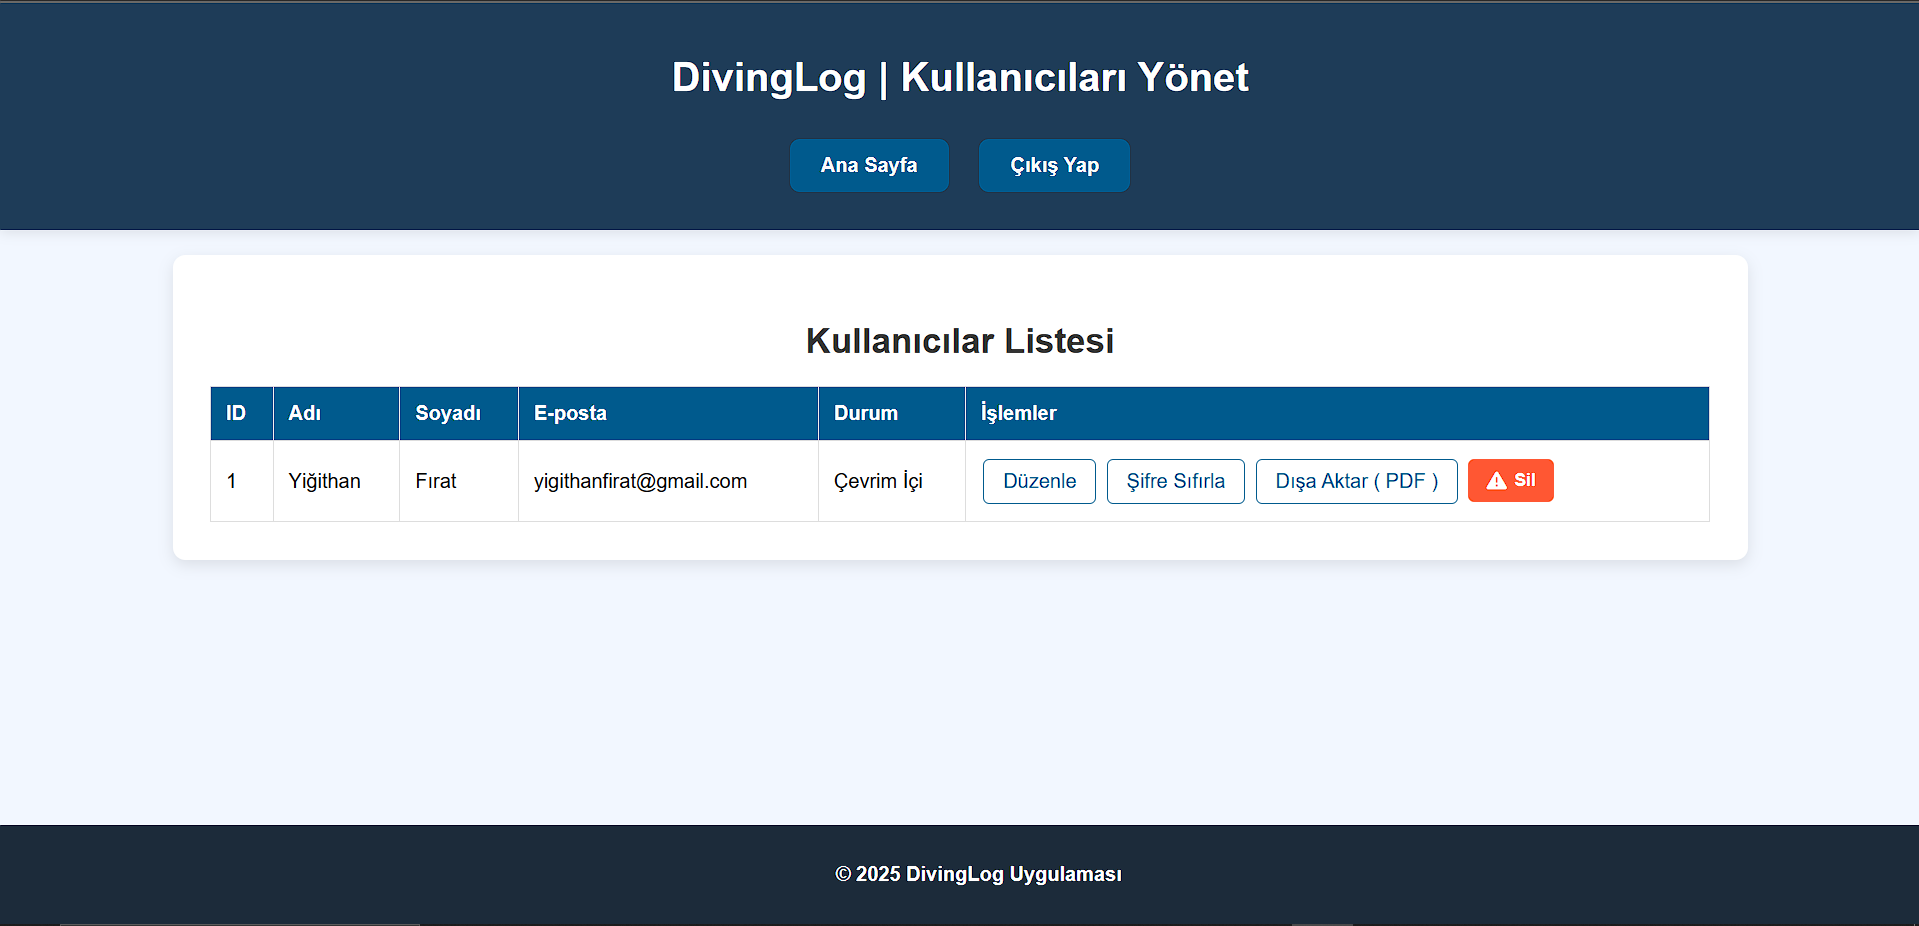 DivingLog | Kullanıcıları Yönet
Ana Sayfa Çıkış Yap
Kullanıcılar Listesi
ID Adı Soyadı E-posta Durum İşlemler
1 Yiğithan Fırat yigithanfirat@gmail.com Çevrim İçi Düzenle Şifre Sıfırla Dışa Aktar ( PDF ) Sil
© 2025 DivingLog Uygulaması